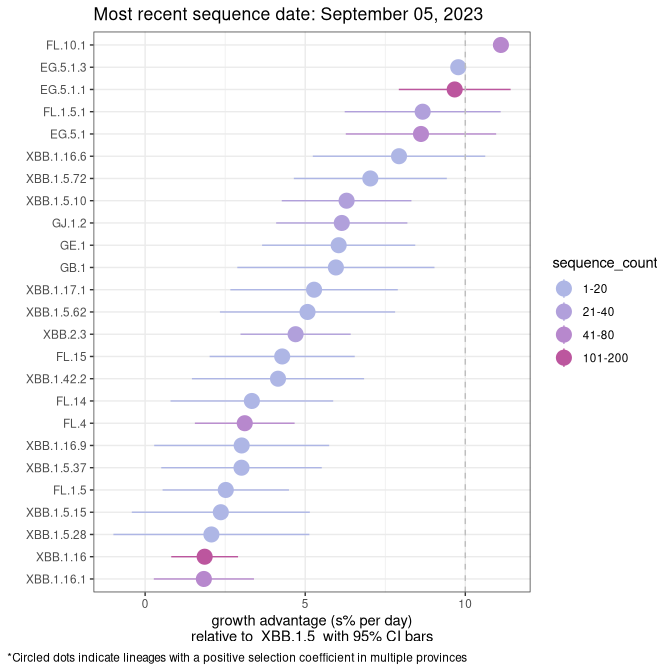 Most recent sequence date: September 05, 2023
FL.10.1
EG.5.1.3
EG.5.1.1
FL.1.5.1
EG.5.1
XBB.1.16.6
XBB.1.5.72
XBB.1.5.10
GJ.1.2
GE.1
GB.1
XBB.1.17.1
XBB.1.5.62
XBB.2.3
FL.15
XBB.1.42.2
FL.14
FL.4
XBB.1.16.9
XBB.1.5.37
FL.1.5
XBB.1.5.15
XBB.1.5.28
XBB.1.16
XBB.1.16.1
0 5 10
growth advantage (s% per day)
relative to XBB.1.5 with 95% CI bars
sequence_count
1-20
21-40
41-80
101-200
*Circled dots indicate lineages with a positive selection coefficient in multiple provinces